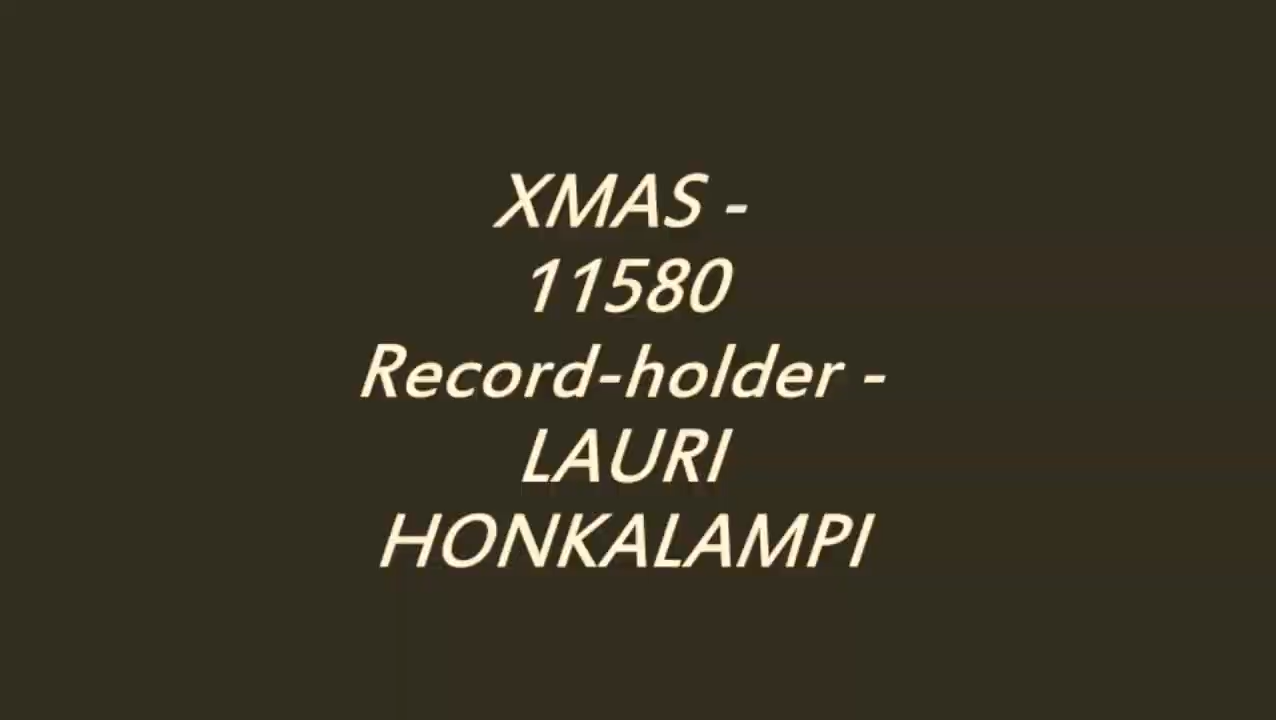 XMAS -
11580
Record-holder -
LAURI
HONKALAMPI